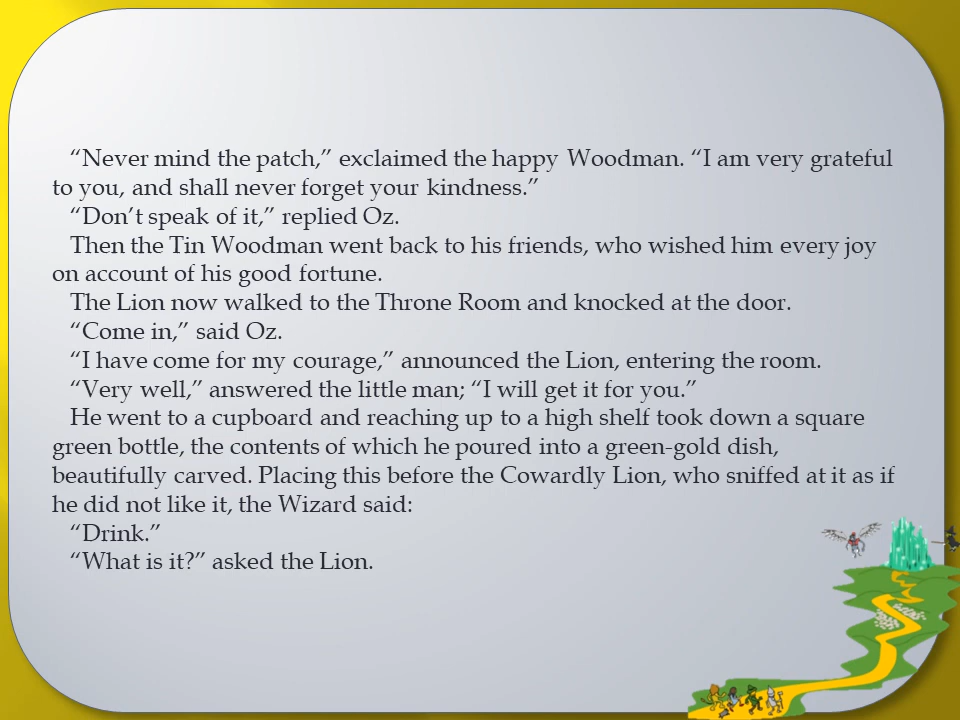 “Never mind the patch,” exclaimed the happy Woodman. “I am very grateful
to you, and shall never forget your kindness.”
“Don’t speak of it,” replied Oz.
Then the Tin Woodman went back to his friends, who wished him every joy
on account of his good fortune.
The Lion now walked to the Throne Room and knocked at the door.
“Come in,” said Oz.
“I have come for my courage,” announced the Lion, entering the room.
“Very well,” answered the little man; “I will get it for you.”
He went to a cupboard and reaching up to a high shelf took down a square
green bottle, the contents of which he poured into a green-gold dish,
beautifully carved. Placing this before the Cowardly Lion, who sniffed at it as if
he did not like it, the Wizard said:
“Drink.”
“What is it?” asked the Lion.